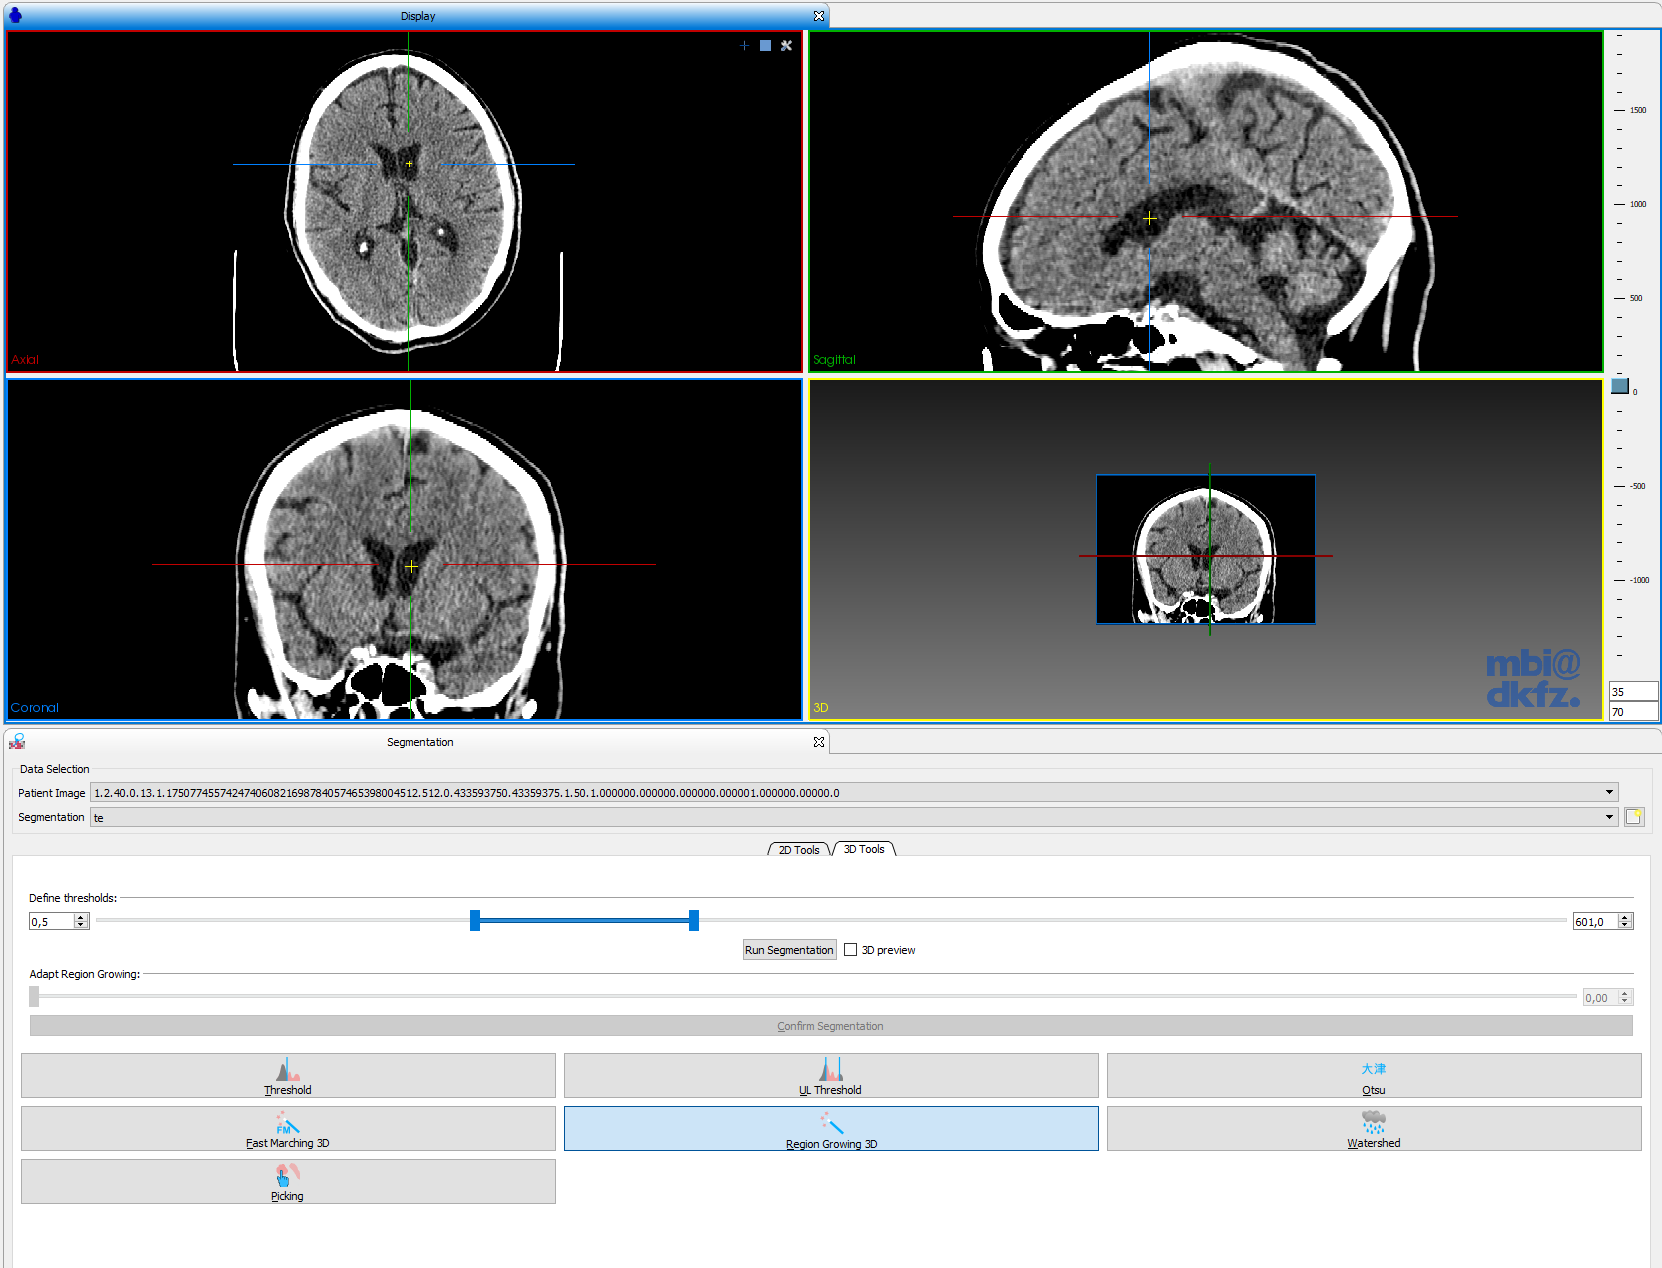 Display
Axial
Sagittal
1500
1000
500
0
-500
-1000
35
70
Coronal
3D
mbi@
dkfz.
Segmentation
Data Selection
Patient Image 1.2.40.0.13.1.175077455742474060821698784057465398004512.512.0.433593750.43359375.1.50.1.000000.000000.000000.000001.000000.00000.0
Segmentation te
2D Tools 3D Tools
Define thresholds:
0,5 601,0
Run Segmentation 3D preview
Adapt Region Growing:
0,00
Confirm Segmentation
Threshold UL Threshold 大津 Otsu
FM
Fast Marching 3D Region Growing 3D Watershed
Picking